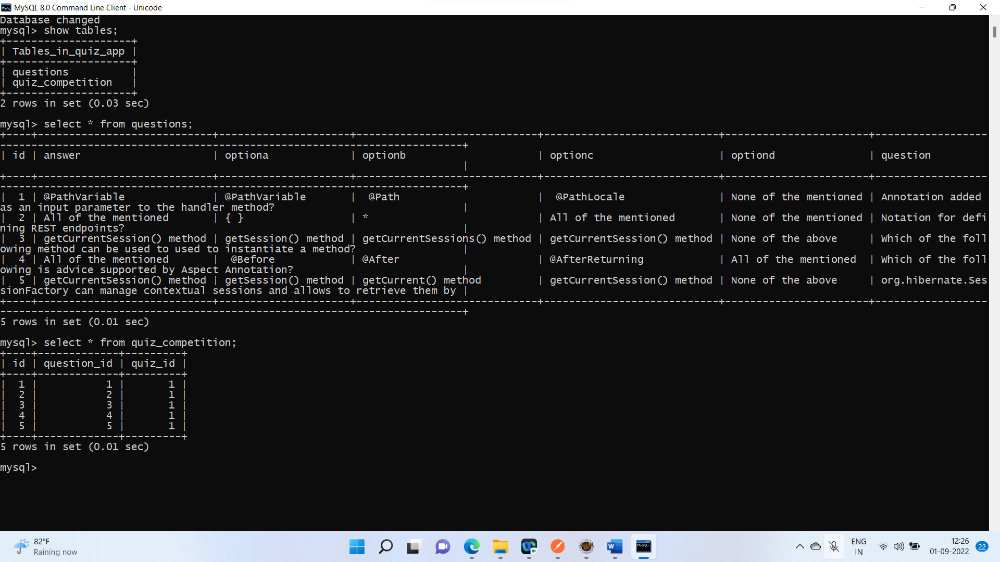 MySQL 8.0 Command Line Client - Unicode
Database changed
mysql> show tables;
+--------------------+
| Tables_in_quiz_app |
+--------------------+
| questions          |
| quiz_competition   |
+--------------------+
2 rows in set (0.03 sec)
mysql> select * from questions;
+----+----------------------------+---------------------+-----------------------------+----------------------------+-----------------------+------------------
--------------------------------------------------------------------------+
| id | answer                     | optiona             | optionb                     | optionc                    | optiond               | question
|
+----+----------------------------+---------------------+-----------------------------+----------------------------+-----------------------+------------------
--------------------------------------------------------------------------+
|  1 | @PathVariable              | @PathVariable       |  @Path                      |  @PathLocale               | None of the mentioned | Annotation added
as an input parameter to the handler method?                              |
|  2 | All of the mentioned       | { }                 | *                           | All of the mentioned       | None of the mentioned | Notation for defi
ning REST endpoints?                                                      |
|  3 | getCurrentSession() method | getSession() method | getCurrentSessions() method | getCurrentSession() method | None of the above     | Which of the foll
owing method can be used to used to instantiate a method?                 |
|  4 | All of the mentioned       |  @Before            | @After                      | @AfterReturning            | All of the mentioned  | Which of the foll
owing is advice supported by Aspect Annotation?                           |
|  5 | getCurrentSession() method | getSession() method | getCurrent() method         | getCurrentSession() method | None of the above     | org.hibernate.Ses
sionFactory can manage contextual sessions and allows to retrieve them by |
+----+----------------------------+---------------------+-----------------------------+----------------------------+-----------------------+------------------
--------------------------------------------------------------------------+
5 rows in set (0.01 sec)
mysql> select * from quiz_competition;
+----+-------------+---------+
| id | question_id | quiz_id |
+----+-------------+---------+
|  1 |           1 |       1 |
|  2 |           2 |       1 |
|  3 |           3 |       1 |
|  4 |           4 |       1 |
|  5 |           5 |       1 |
+----+-------------+---------+
5 rows in set (0.01 sec)
mysql>
82°F
Raining now
ENG
IN
12:26
01-09-2022
22